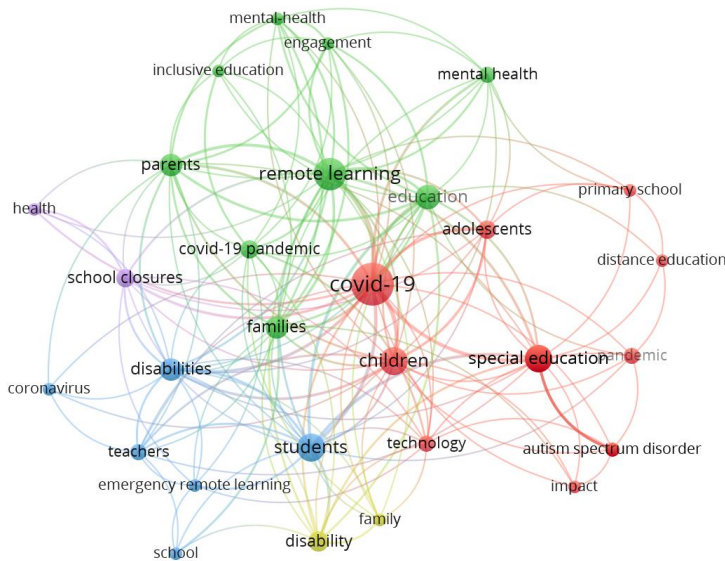 mental-health
engagement
inclusive education
mental health
parents
remote learning
education
primary school
health
adolescents
covid-19 pandemic
distance education
school closures
covid-19
families
disabilities
children
special education
pandemic
coronavirus
teachers
students
technology
autism spectrum disorder
emergency remote learning
impact
family
disability
school